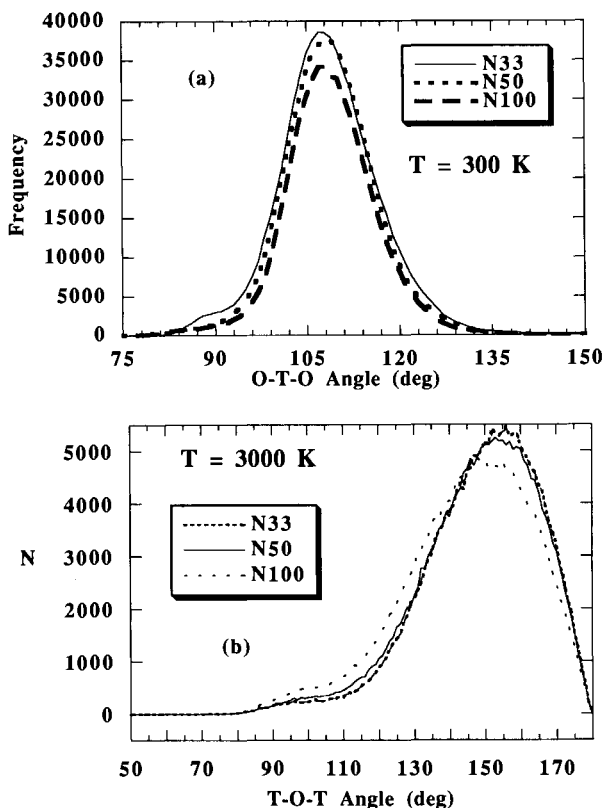 40000
35000
30000
25000
20000
15000
10000
5000
0
Frequency
(a)
N33
N50
N100
T = 300 K
75 90 105 120 135 150
O-T-O Angle (deg)
5000
4000
3000
2000
1000
0
N
T = 3000 K
N33
N50
N100
(b)
50 70 90 110 130 150 170
T-O-T Angle (deg)